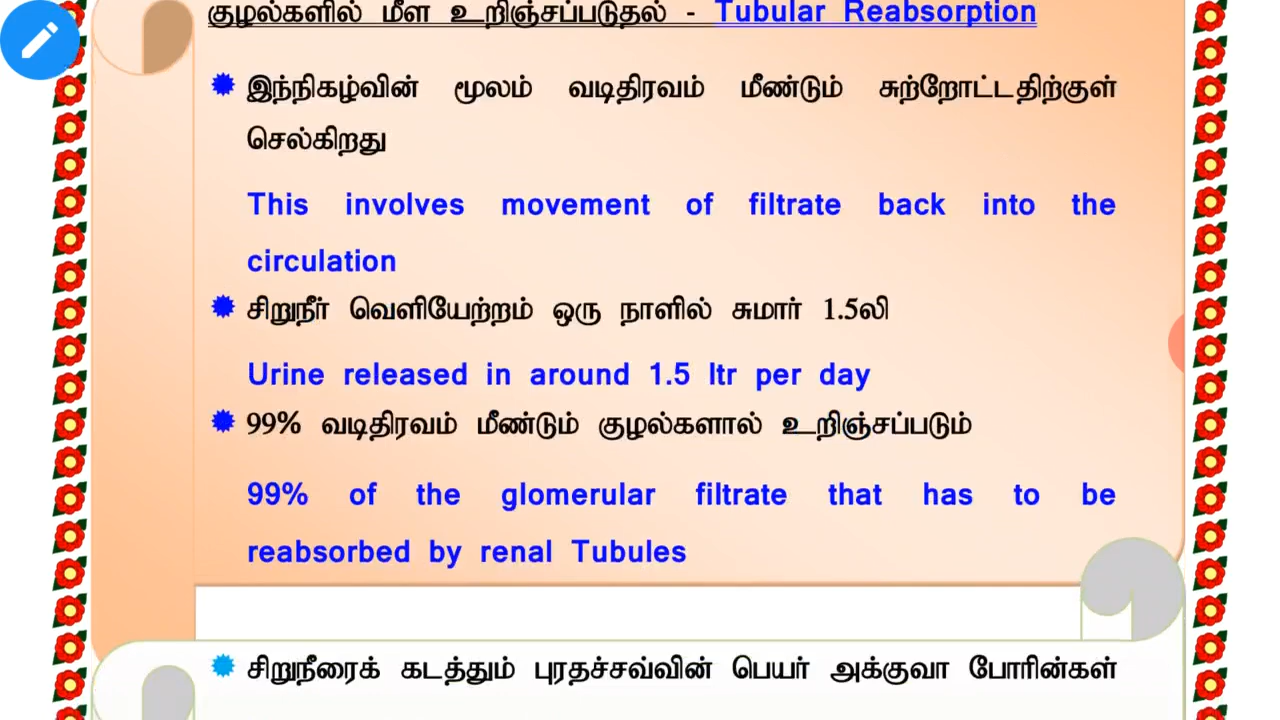 குழல்களில் மீள உறிஞ்சப்படுதல் - Tubular Reabsorption
இந்நிகழ்வின் மூலம் வடிதிரவம் மீண்டும் சுற்றோட்டதிற்குள்
செல்கிறது
This involves movement of filtrate back into the
circulation
சிறுநீர் வெளியேற்றம் ஒரு நாளில் சுமார் 1.5லி
Urine released in around 1.5 ltr per day
99% வடிதிரவம் மீண்டும் குழல்களால் உறிஞ்சப்படும்
99% of the glomerular filtrate that has to be
reabsorbed by renal Tubules
சிறுநீரைக் கடத்தும் புரதச்சவ்வின் பெயர் அக்குவா போரின்கள்